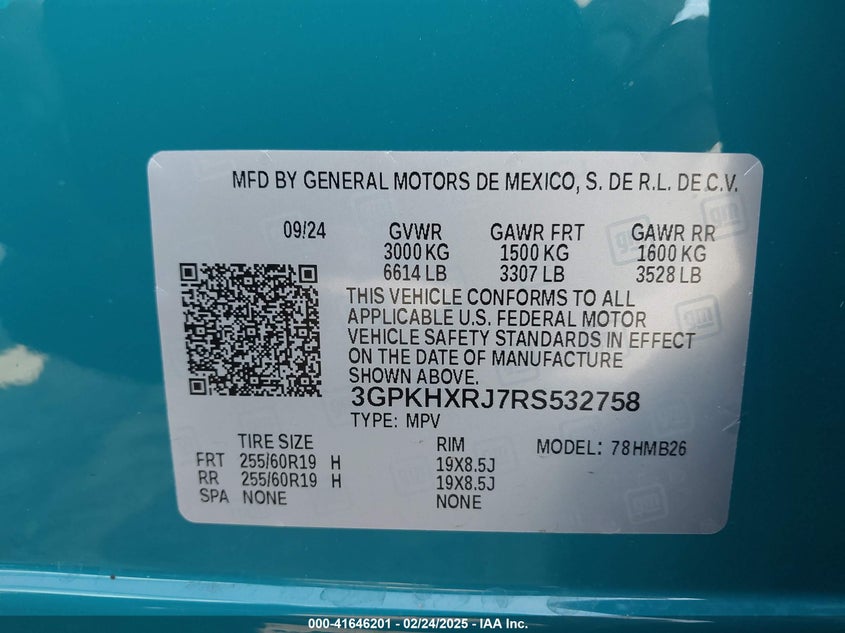 MFD BY GENERAL MOTORS DE MEXICO, S. DE R.L. DE C.V.
09/24 GVWR GAWR FRT GAWR RR
3000 KG 1500 KG 1600 KG
6614 LB 3307 LB 3528 LB
THIS VEHICLE CONFORMS TO ALL
APPLICABLE U.S. FEDERAL MOTOR
VEHICLE SAFETY STANDARDS IN EFFECT
ON THE DATE OF MANUFACTURE
SHOWN ABOVE.
3GPKHXRJ7RS532758
TYPE: MPV
TIRE SIZE RIM MODEL: 78HMB26
FRT 255/60R19 H 19X8.5J
RR 255/60R19 H 19X8.5J
SPA NONE NONE
gm
000-41646201 - 02/24/2025 - IAA Inc.